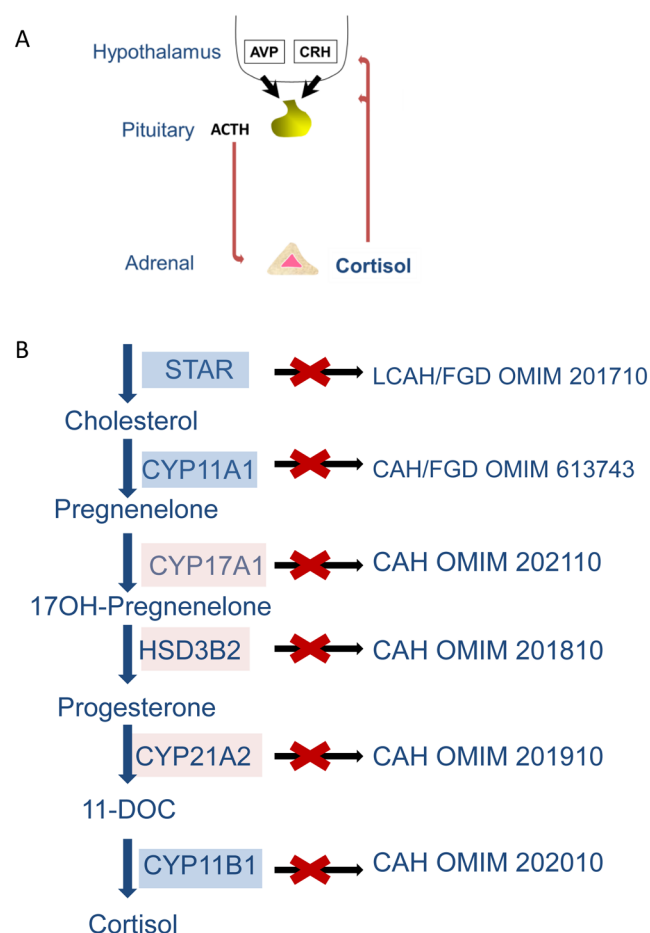 A
Hypothalamus
AVP CRH
Pituitary ACTH
Adrenal Cortisol
B
STAR LCAH/FGD OMIM 201710
Cholesterol
CYP11A1 CAH/FGD OMIM 613743
Pregnenelone
CYP17A1 CAH OMIM 202110
17OH-Pregnenelone
HSD3B2 CAH OMIM 201810
Progesterone
CYP21A2 CAH OMIM 201910
11-DOC
CYP11B1 CAH OMIM 202010
Cortisol